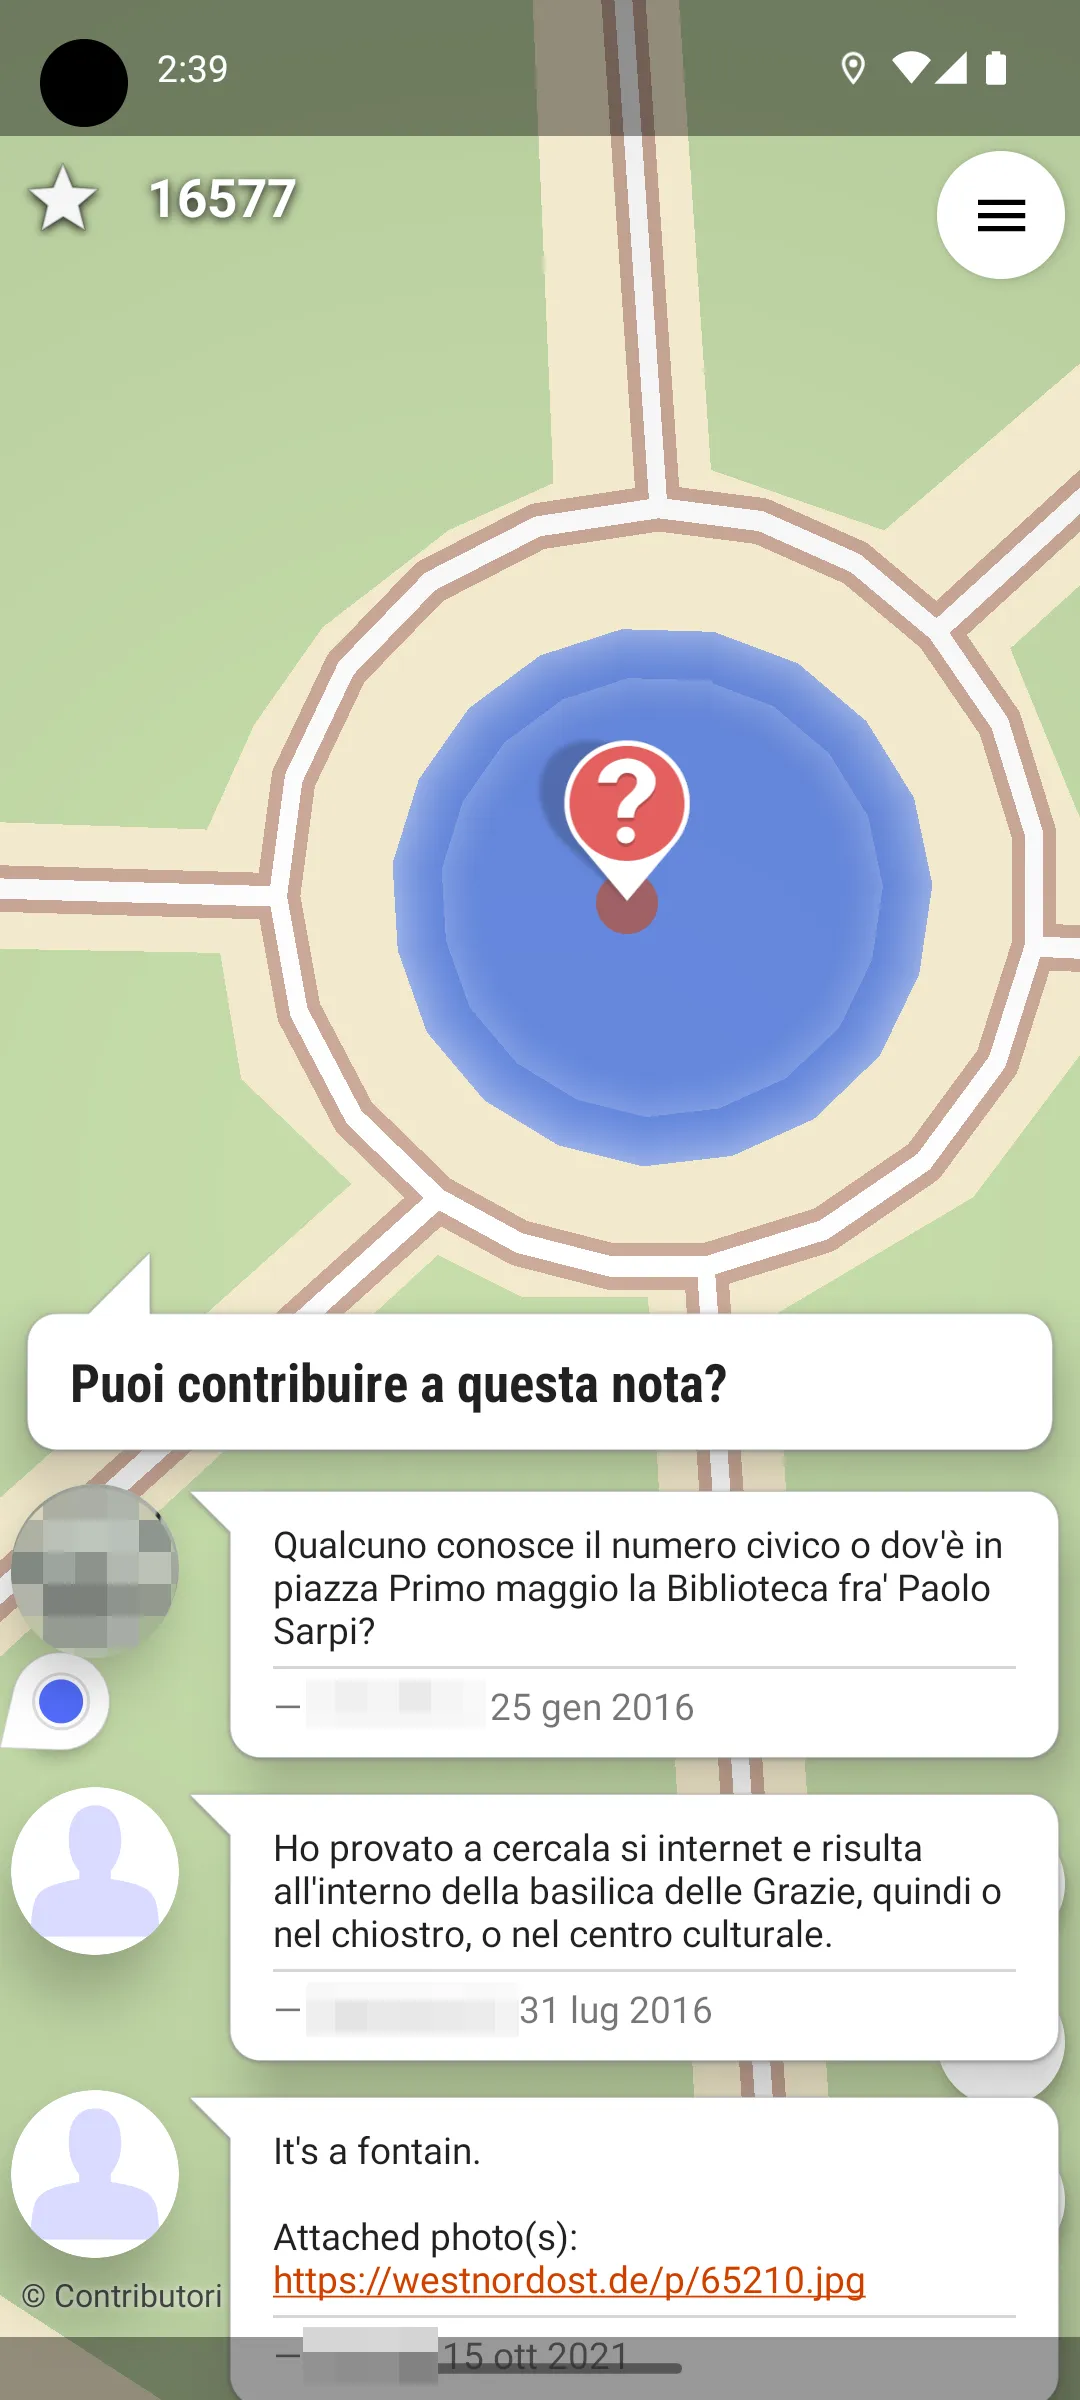 2:39
16577
Puoi contribuire a questa nota?
Qualcuno conosce il numero civico o dov'è in
piazza Primo maggio la Biblioteca fra' Paolo
Sarpi?
— 25 gen 2016
Ho provato a cercala si internet e risulta
all'interno della basilica delle Grazie, quindi o
nel chiostro, o nel centro culturale.
— 31 lug 2016
It's a fontain.
Attached photo(s):
https://westnordost.de/p/65210.jpg
© Contributori
— 15 ott 2021